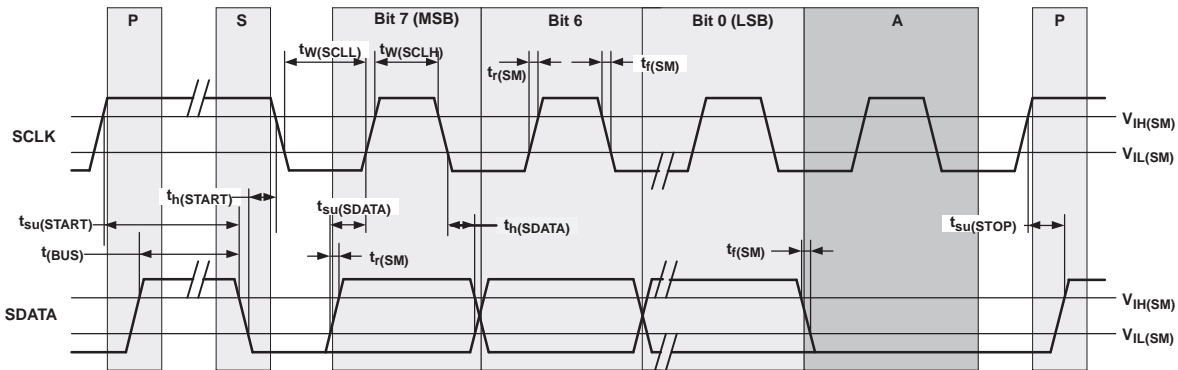 P S Bit 7 (MSB) Bit 6 Bit 0 (LSB) A P
tW(SCLL) tW(SCLH)
tr(SM) tf(SM)
SCLK
VIH(SM)
VIL(SM)
th(START)
tsu(START)
tsu(SDATA)
th(SDATA)
tsu(STOP)
t(BUS)
tr(SM)
tf(SM)
SDATA
VIH(SM)
VIL(SM)